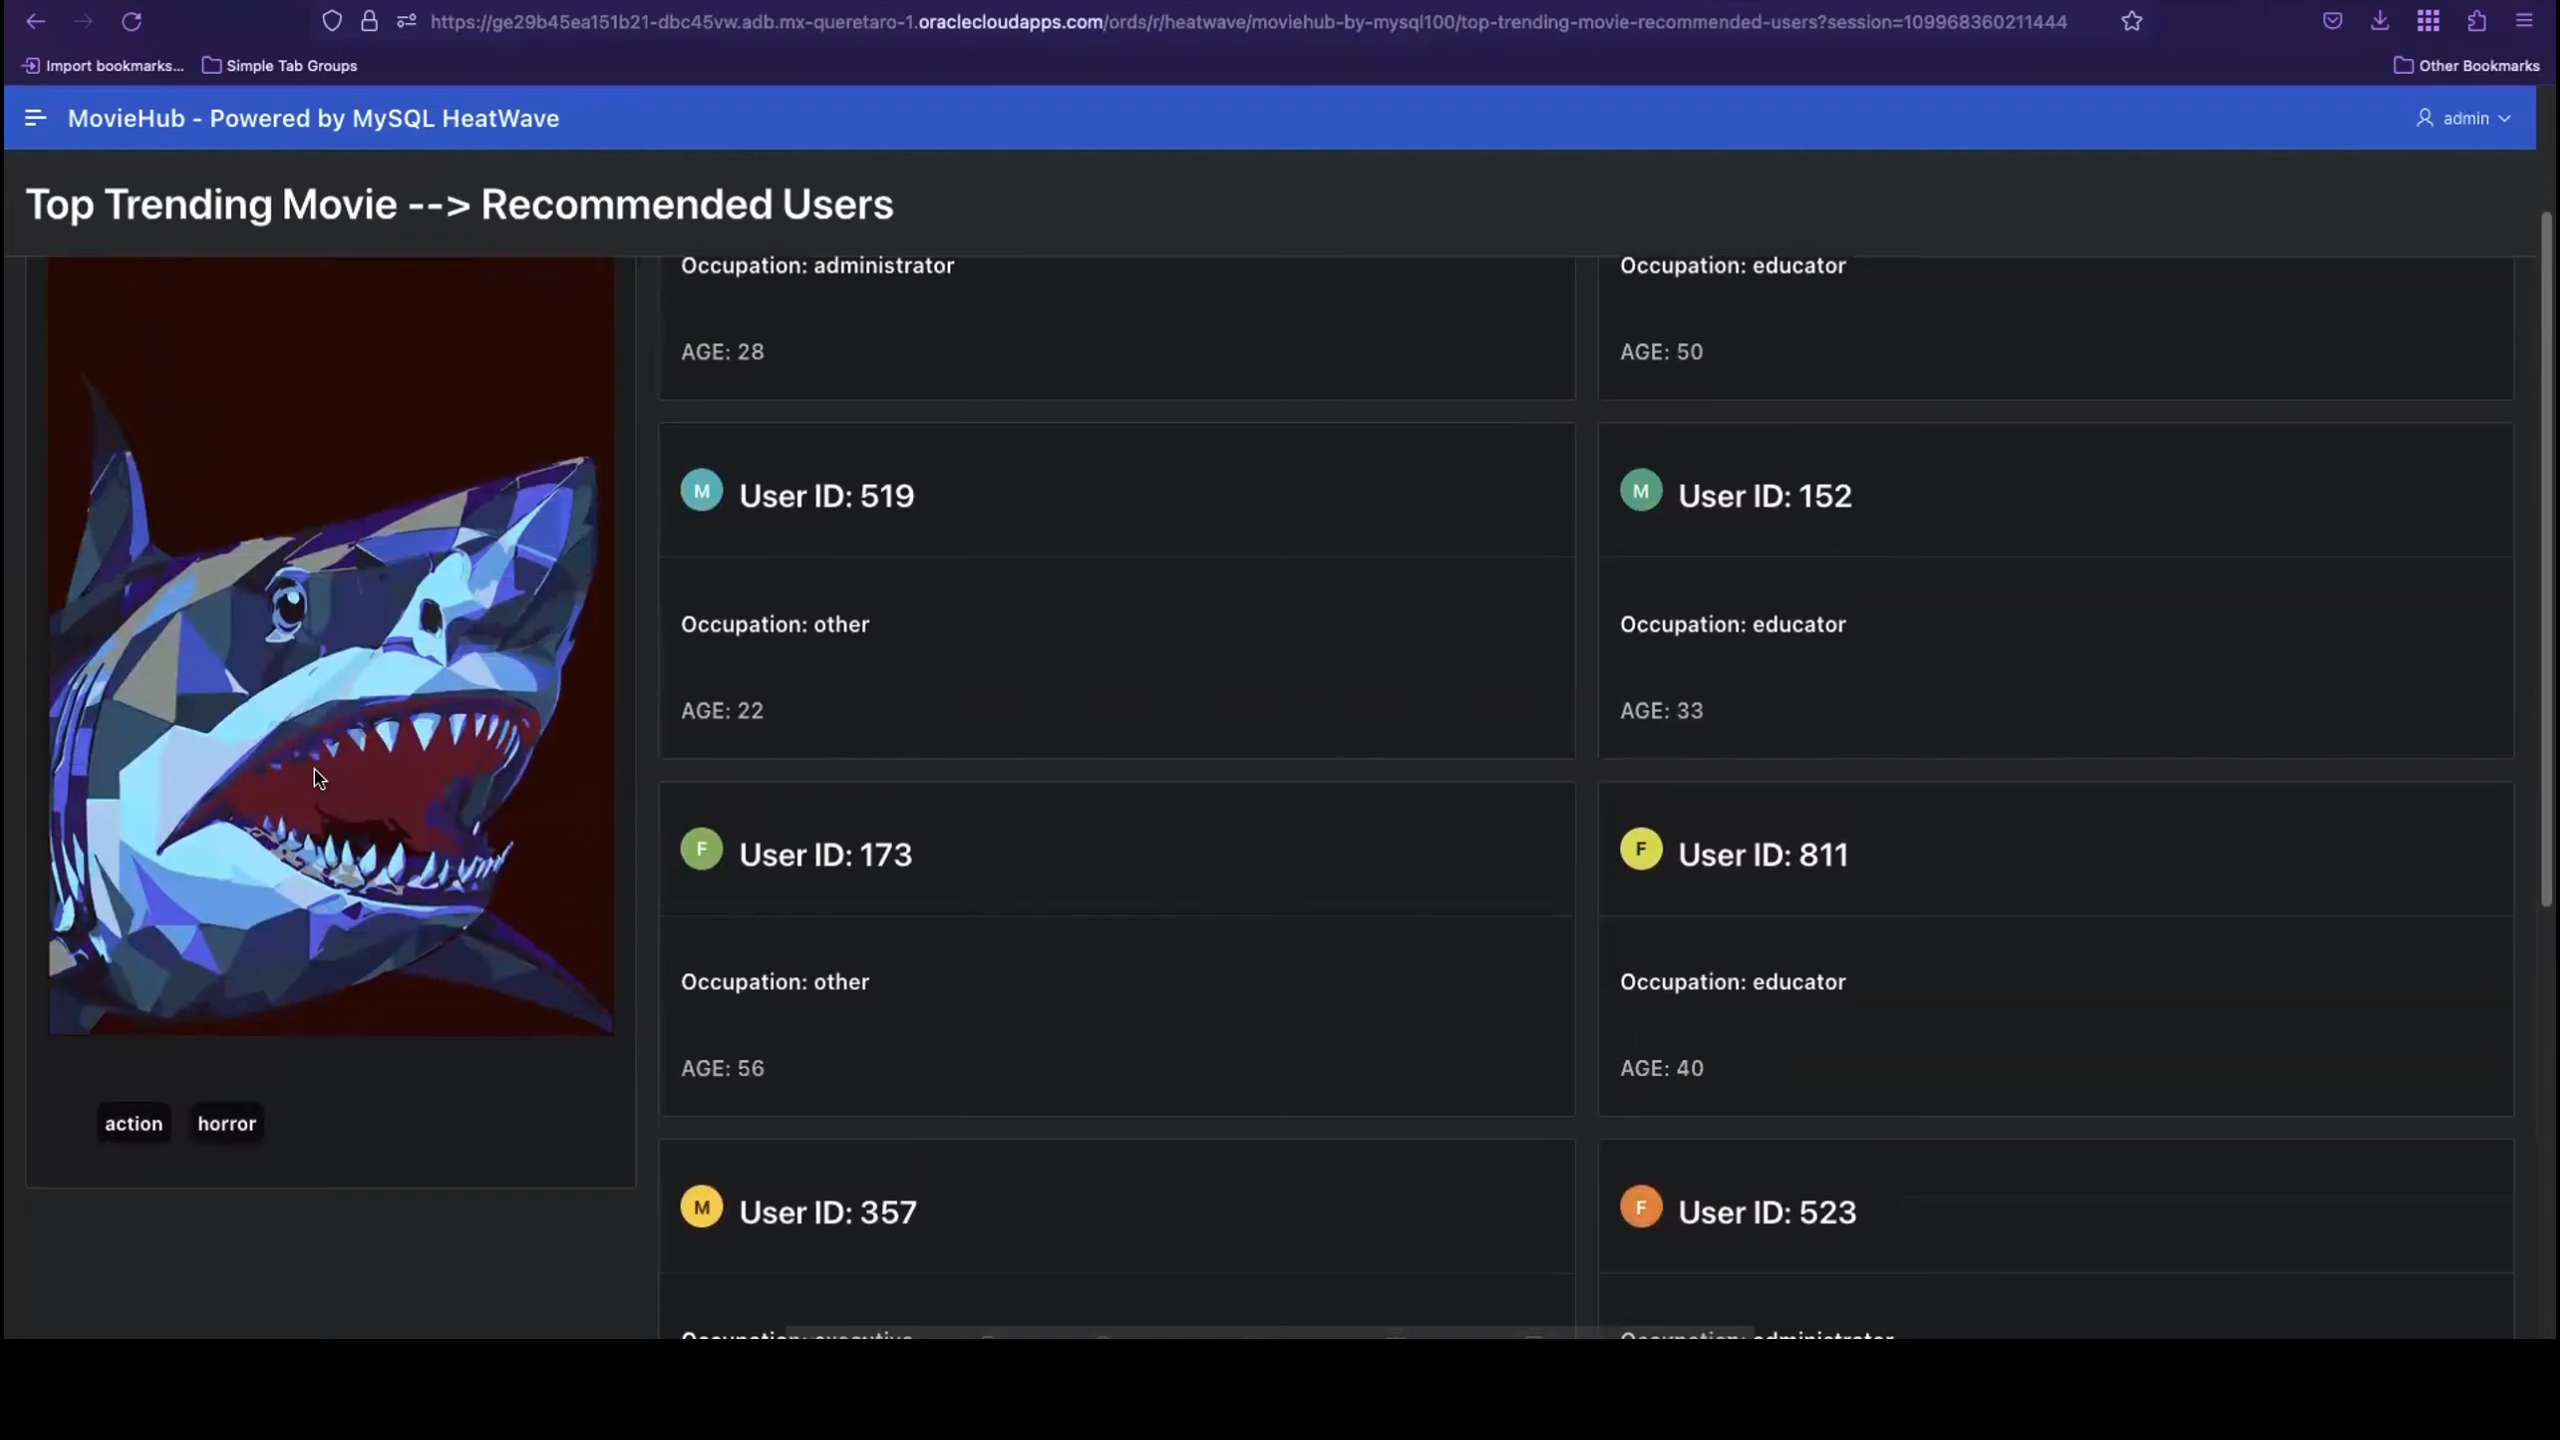 https://ge29b45ea151b21-dbc45vw.adb.mx-queretaro-1.oraclecloudapps.com/ords/r/heatwave/moviehub-by-mysql100/top-trending-movie-recommended-users?session=109968360211444
Import bookmarks...
Simple Tab Groups
Other Bookmarks
MovieHub - Powered by MySQL HeatWave
admin
Top Trending Movie --> Recommended Users
Occupation: administrator
AGE: 28
Occupation: educator
AGE: 50
M
User ID: 519
Occupation: other
AGE: 22
M
User ID: 152
Occupation: educator
AGE: 33
F
User ID: 173
Occupation: other
AGE: 56
F
User ID: 811
Occupation: educator
AGE: 40
action
horror
M
User ID: 357
Occupation: executive
F
User ID: 523
Occupation: administrator